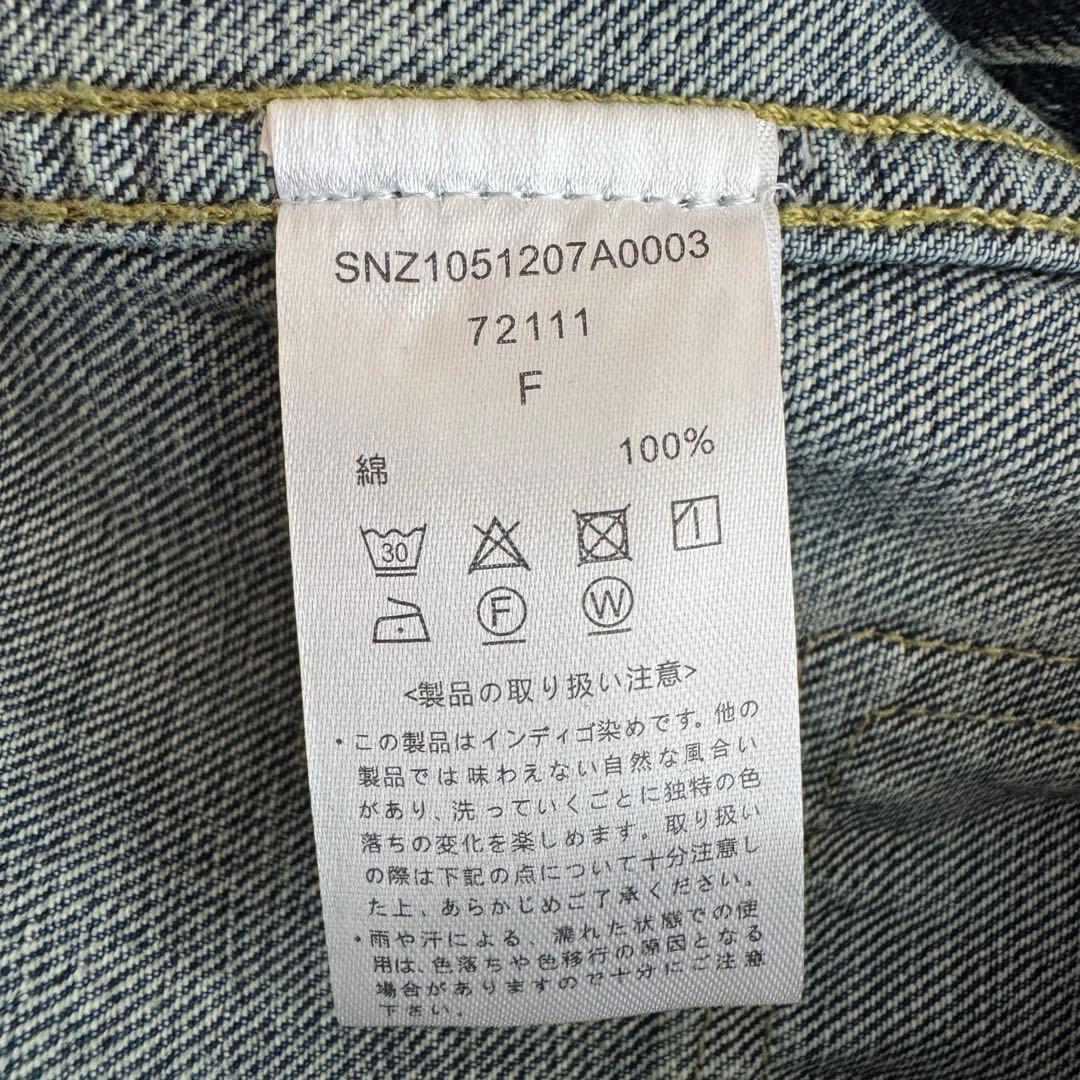 SNZ1051207A0003
72111
F
綿 100%
30
F W
<製品の取り扱い注意>
・この製品はインディゴ染めです。他の
製品では味わえない自然な風合い
があり、洗っていくごとに独特の色
落ちの変化を楽しめます。取り扱い
の際は下記の点について十分注意し
た上、あらかじめご了承ください。
・雨や汗による、濡れた状態での使
用は、色落ちや色移行の原因となる
場合がありますので十分にご注意
下さい。